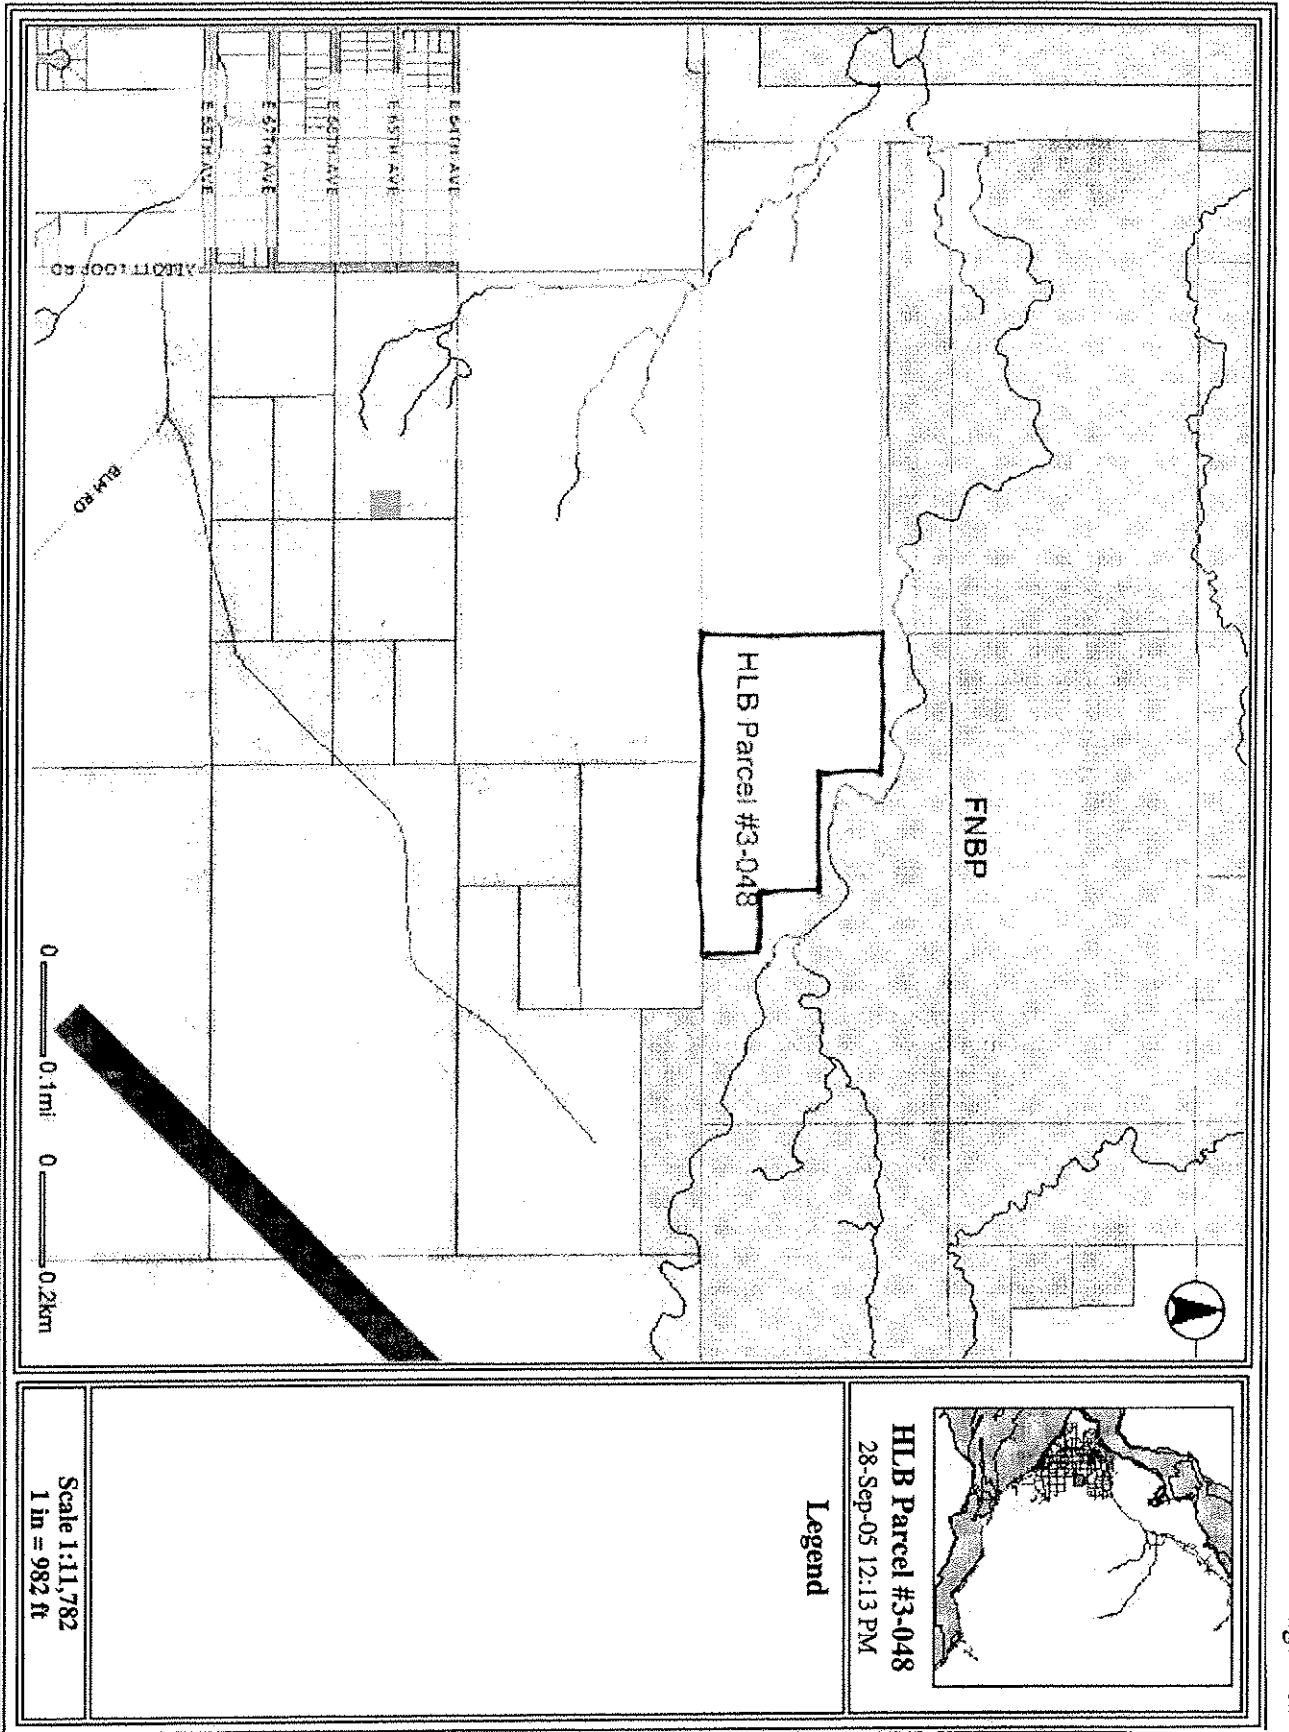 HLB Parcel #3-048
28-Sep-05 12:13 PM
Legend
Scale 1:11,782
1 in = 982 ft
FNBP
HLB Parcel #3-048
E 64TH AVE
E 65TH AVE
E 66TH AVE
E 67TH AVE
E 68TH AVE
ABBOTT LOOP RD
BLM RD
0 0.1mi 0 0.2km